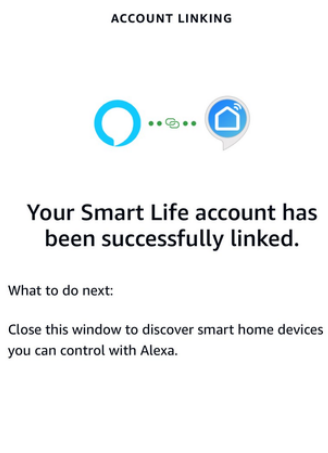 ACCOUNT LINKING
Your Smart Life account has
been successfully linked.
What to do next:
Close this window to discover smart home devices
you can control with Alexa.